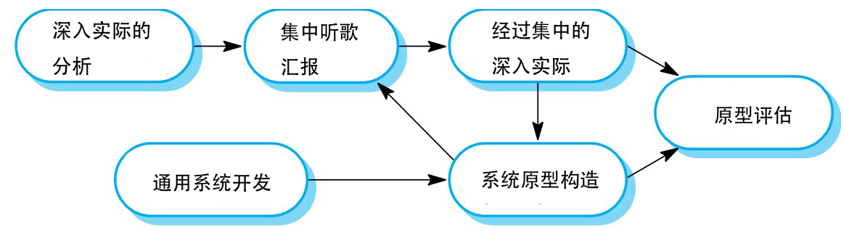 深入实际的
分析
集中听歌
汇报
经过集中的
深入实际
原型评估
通用系统开发
系统原型构造